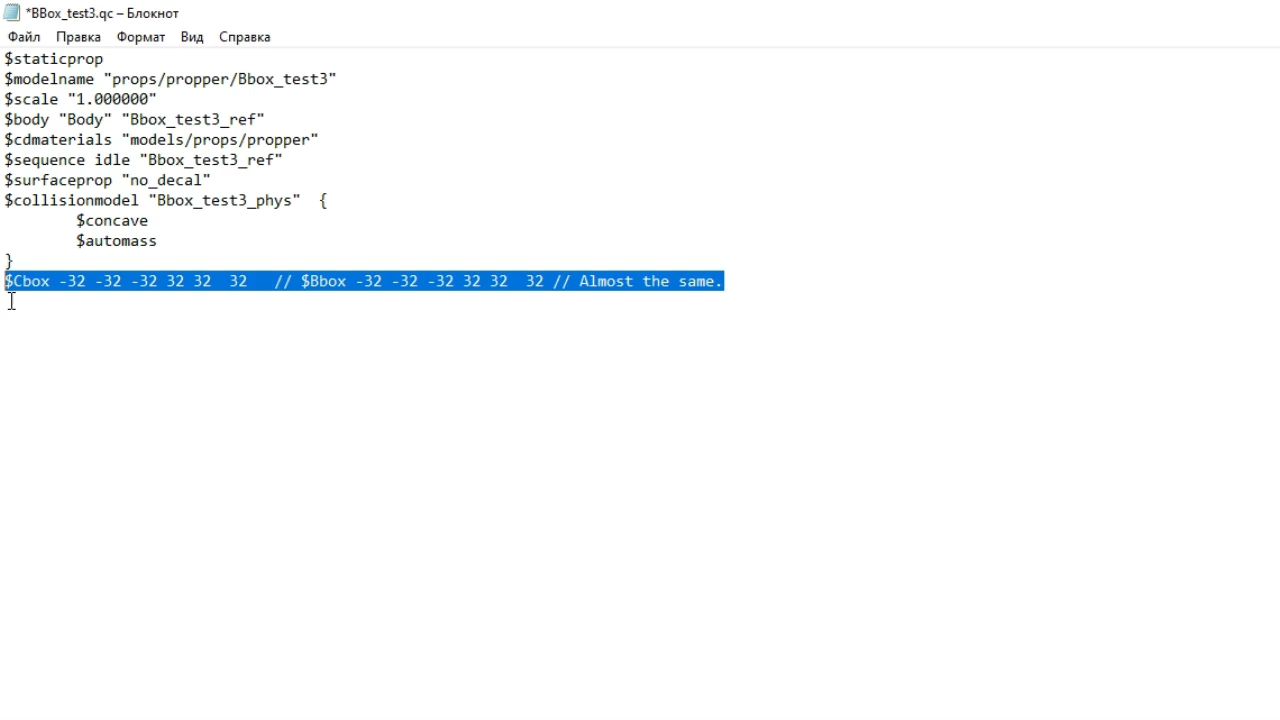 *BBox_test3.qc – Блокнот
Файл Правка Формат Вид Справка
$staticprop
$modelname "props/propper/Bbox_test3"
$scale "1.000000"
$body "Body" "Bbox_test3_ref"
$cdmaterials "models/props/propper"
$sequence idle "Bbox_test3_ref"
$surfaceprop "no_decal"
$collisionmodel "Bbox_test3_phys"  {
        $concave
        $automass
}
$Cbox -32 -32 -32 32 32  32   // $Bbox -32 -32 -32 32 32  32 // Almost the same.